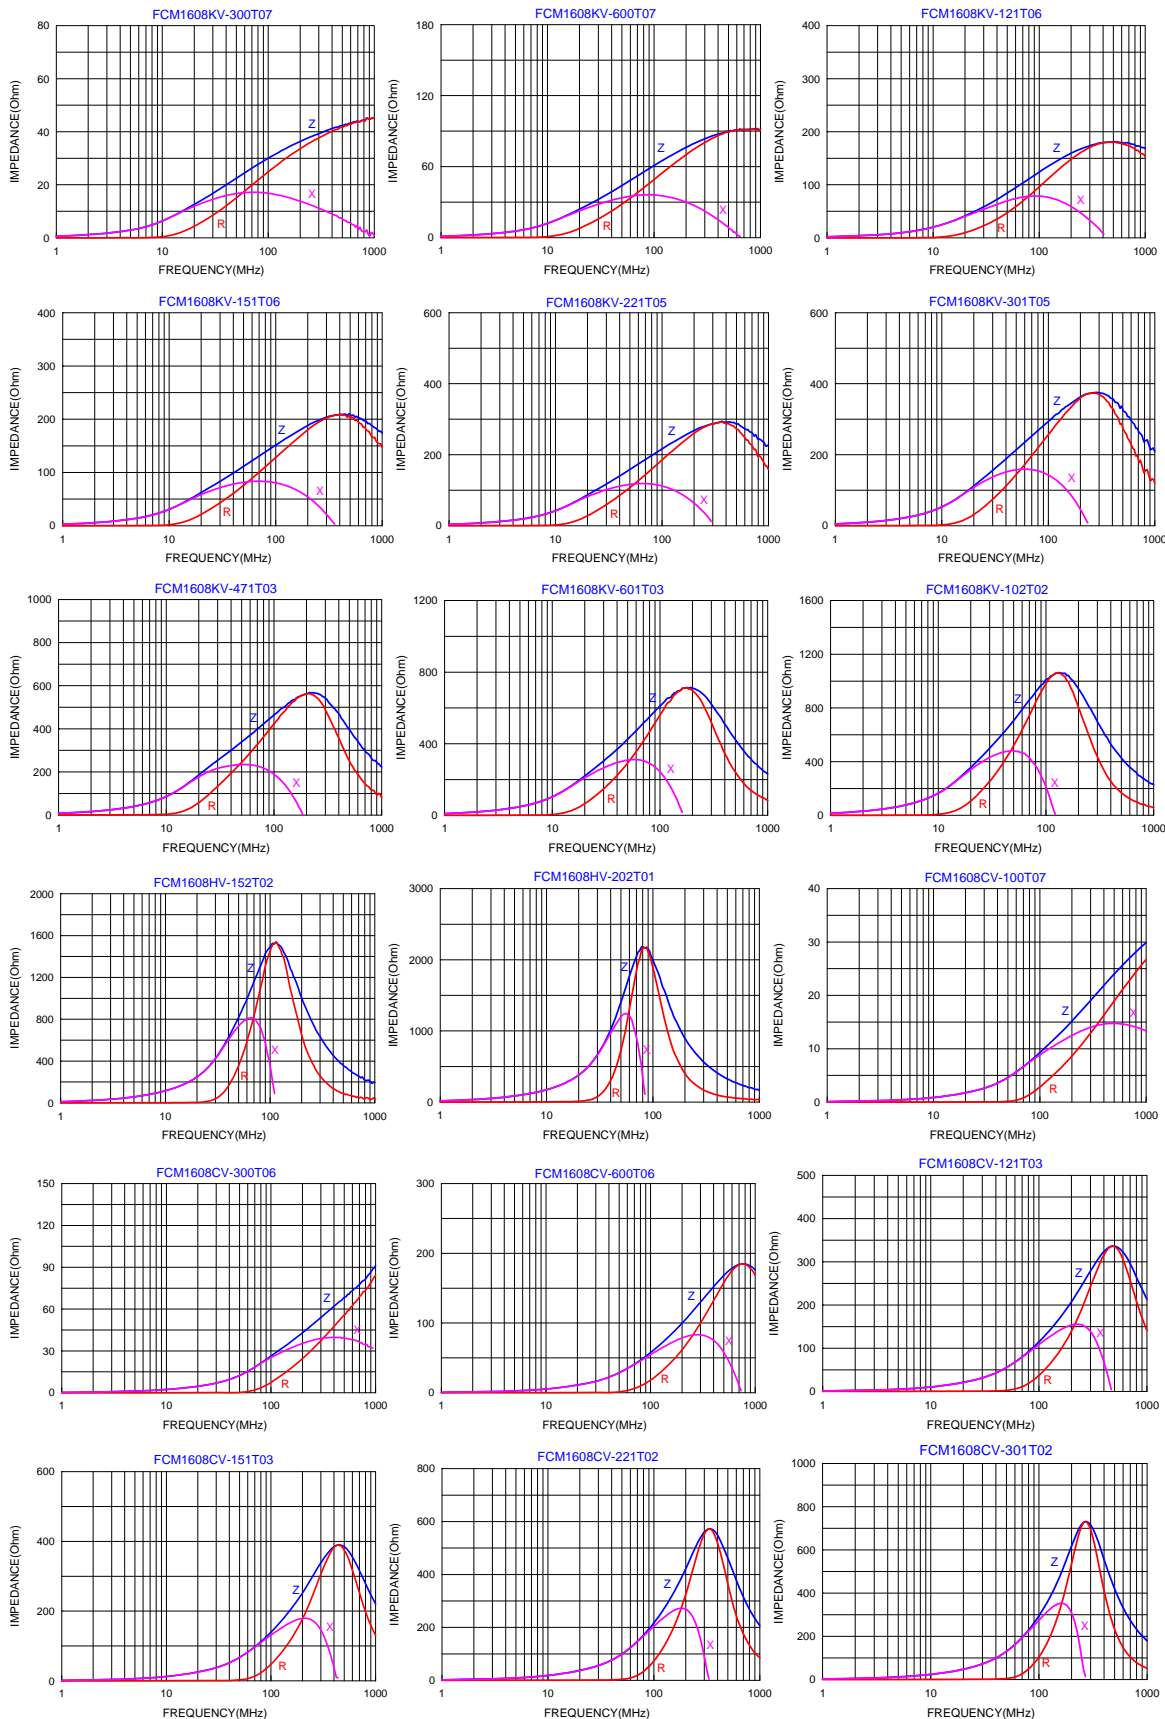 FCM1608KV-300T07
IMPEDANCE(Ohm)
80
60
40
20
0
Z
X
R
1
10
100
1000
FREQUENCY(MHz)
FCM1608KV-600T07
IMPEDANCE(Ohm)
180
120
60
0
Z
X
R
1
10
100
1000
FREQUENCY(MHz)
FCM1608KV-121T06
IMPEDANCE(Ohm)
400
300
200
100
0
Z
X
R
1
10
100
1000
FREQUENCY(MHz)
FCM1608KV-151T06
IMPEDANCE(Ohm)
400
300
200
100
0
Z
X
R
1
10
100
1000
FREQUENCY(MHz)
FCM1608KV-221T05
IMPEDANCE(Ohm)
600
400
200
0
Z
X
R
1
10
100
1000
FREQUENCY(MHz)
FCM1608KV-301T05
IMPEDANCE(Ohm)
600
400
200
0
Z
X
R
1
10
100
1000
FREQUENCY(MHz)
FCM1608KV-471T03
IMPEDANCE(Ohm)
1000
800
600
400
200
0
Z
X
R
1
10
100
1000
FREQUENCY(MHz)
FCM1608KV-601T03
IMPEDANCE(Ohm)
1200
800
400
0
Z
X
R
1
10
100
1000
FREQUENCY(MHz)
FCM1608KV-102T02
IMPEDANCE(Ohm)
1600
1200
800
400
0
Z
X
R
1
10
100
1000
FREQUENCY(MHz)
FCM1608HV-152T02
IMPEDANCE(Ohm)
2000
1600
1200
800
400
0
Z
X
R
1
10
100
1000
FREQUENCY(MHz)
FCM1608HV-202T01
IMPEDANCE(Ohm)
3000
2000
1000
0
Z
X
R
1
10
100
1000
FREQUENCY(MHz)
FCM1608CV-100T07
IMPEDANCE(Ohm)
40
30
20
10
0
Z
X
R
1
10
100
1000
FREQUENCY(MHz)
FCM1608CV-300T06
IMPEDANCE(Ohm)
150
120
90
60
30
0
Z
X
R
1
10
100
1000
FREQUENCY(MHz)
FCM1608CV-600T06
IMPEDANCE(Ohm)
300
200
100
0
Z
X
R
1
10
100
1000
FREQUENCY(MHz)
FCM1608CV-121T03
IMPEDANCE(Ohm)
500
400
300
200
100
0
Z
X
R
1
10
100
1000
FREQUENCY(MHz)
FCM1608CV-151T03
IMPEDANCE(Ohm)
600
400
200
0
Z
X
R
1
10
100
1000
FREQUENCY(MHz)
FCM1608CV-221T02
IMPEDANCE(Ohm)
800
600
400
200
0
Z
X
R
1
10
100
1000
FREQUENCY(MHz)
FCM1608CV-301T02
IMPEDANCE(Ohm)
1000
800
600
400
200
0
Z
X
R
1
10
100
1000
FREQUENCY(MHz)